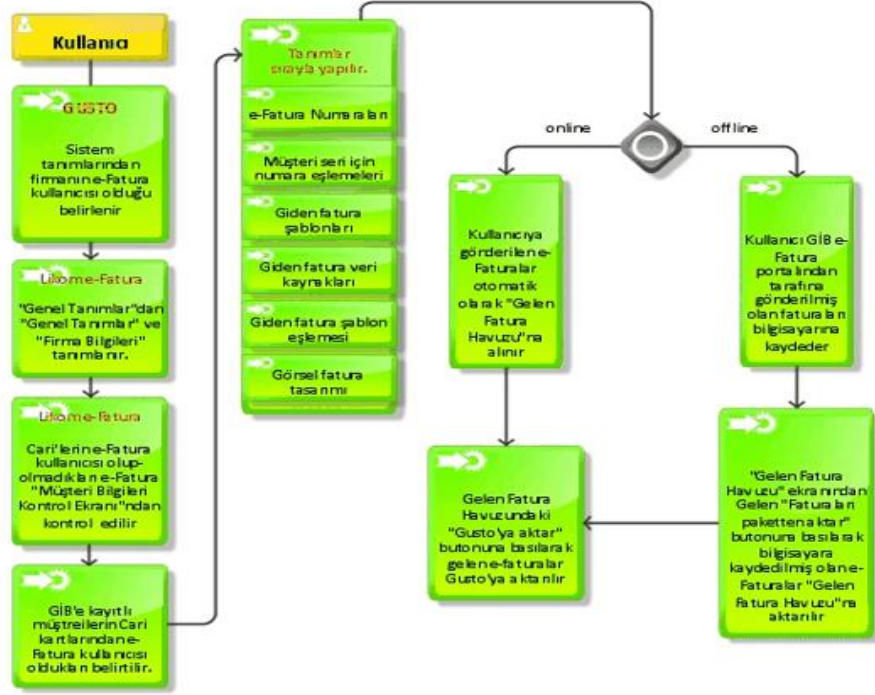 Kullanıcı
GUSTO
Sistem
tanımlarından
firmanın e-Fatura
kullanıcısı olduğu
belirlenir
Likom e-Fatura
"Genel Tanımlar"dan
"Genel Tanımlar" ve
"Firma Bilgileri"
tanımlanır.
Likom e-Fatura
Cari'lerin e-Fatura
kullanıcısı olup-
olmadıkları e-Fatura
"Müşteri Bilgileri
Kontrol Ekranı"ndan
kontrol edilir
GİB'e kayıtlı
müştreilerin Cari
kartlarından e-
Fatura kullanıcısı
oldukları belirtilir.
Tanımlar
sırayla yapılır.
e-Fatura Numaraları
Müşteri seri için
numara eşlemeleri
Giden fatura
şablonları
Giden fatura veri
kaynakları
Giden fatura şablon
eşlemesi
Görsel fatura
tasarımı
online
offline
Kullanıcıya
gönderilen e-
Faturalar
otomatik
olarak "Gelen
Fatura
Havuzu"na
alınır
Kullanıcı GİB e-
Fatura
portalından
tarafına
gönderilmiş
olan faturaları
bilgisayarına
kaydeder
Gelen Fatura
Havuzundaki
"Gusto'ya aktar"
butonuna basılarak
gelen e-faturalar
Gusto'ya aktarılır
"Gelen Fatura
Havuzu" ekranından
Gelen "Faturaları
paketten aktar"
butonuna basılarak
bilgisayara
kaydedilmiş olan e-
Faturalar "Gelen
Fatura Havuzu"na
aktarılır